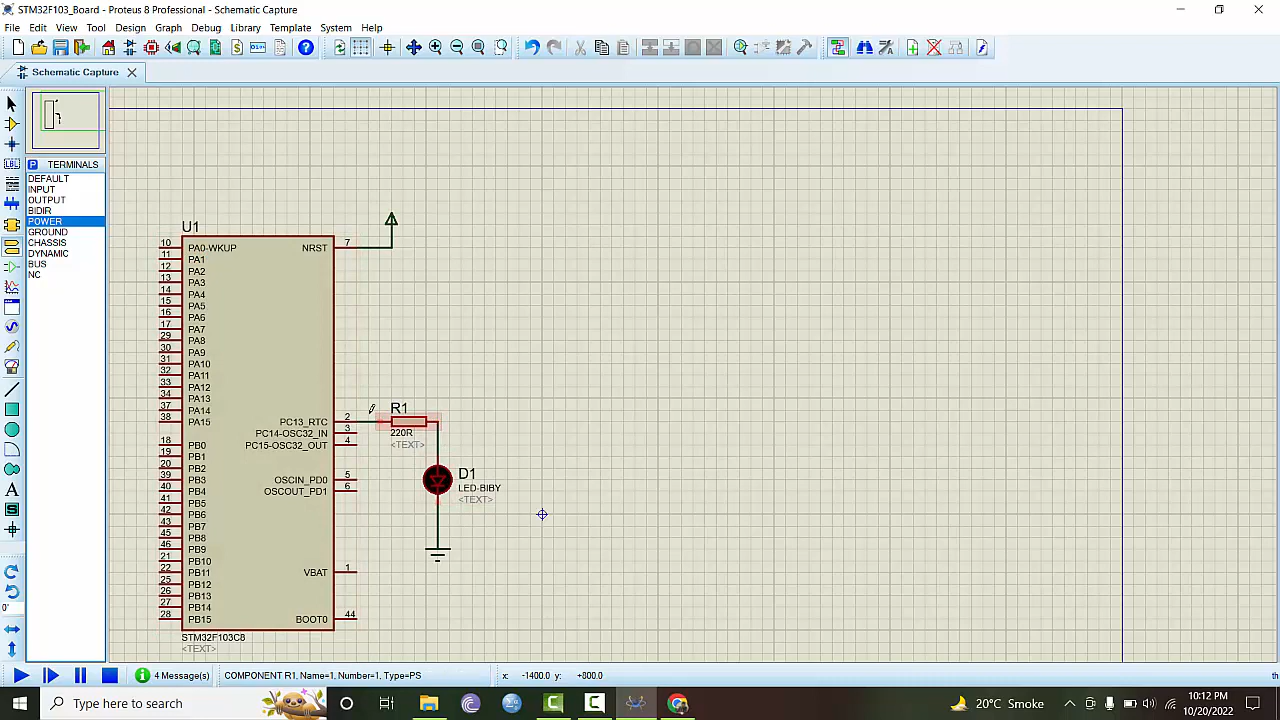 STM32F103_Board - Proteus 8 Professional - Schematic Capture
File Edit View Tool Design Graph Debug Library Template System Help
Schematic Capture
P TERMINALS
DEFAULT
INPUT
OUTPUT
BIDIR
POWER
GROUND
CHASSIS
DYNAMIC
BUS
NC
LBL
0°
U1
10 PA0-WKUP
11 PA1
12 PA2
13 PA3
14 PA4
15 PA5
16 PA6
17 PA7
29 PA8
30 PA9
31 PA10
32 PA11
33 PA12
34 PA13
37 PA14
38 PA15
18 PB0
19 PB1
20 PB2
39 PB3
40 PB4
41 PB5
42 PB6
43 PB7
45 PB8
46 PB9
21 PB10
22 PB11
25 PB12
26 PB13
27 PB14
28 PB15
NRST 7
PC13_RTC 2
PC14-OSC32_IN 3
PC15-OSC32_OUT 4
OSCIN_PD0 5
OSCOUT_PD1 6
VBAT 1
BOOT0 44
STM32F103C8
<TEXT>
R1
220R
<TEXT>
D1
LED-BIBY
<TEXT>
4 Message(s) COMPONENT R1, Name=1, Number=1, Type=PS x -1400.0 y: +800.0 th
Type here to search
20°C Smoke
10:12 PM
10/20/2022